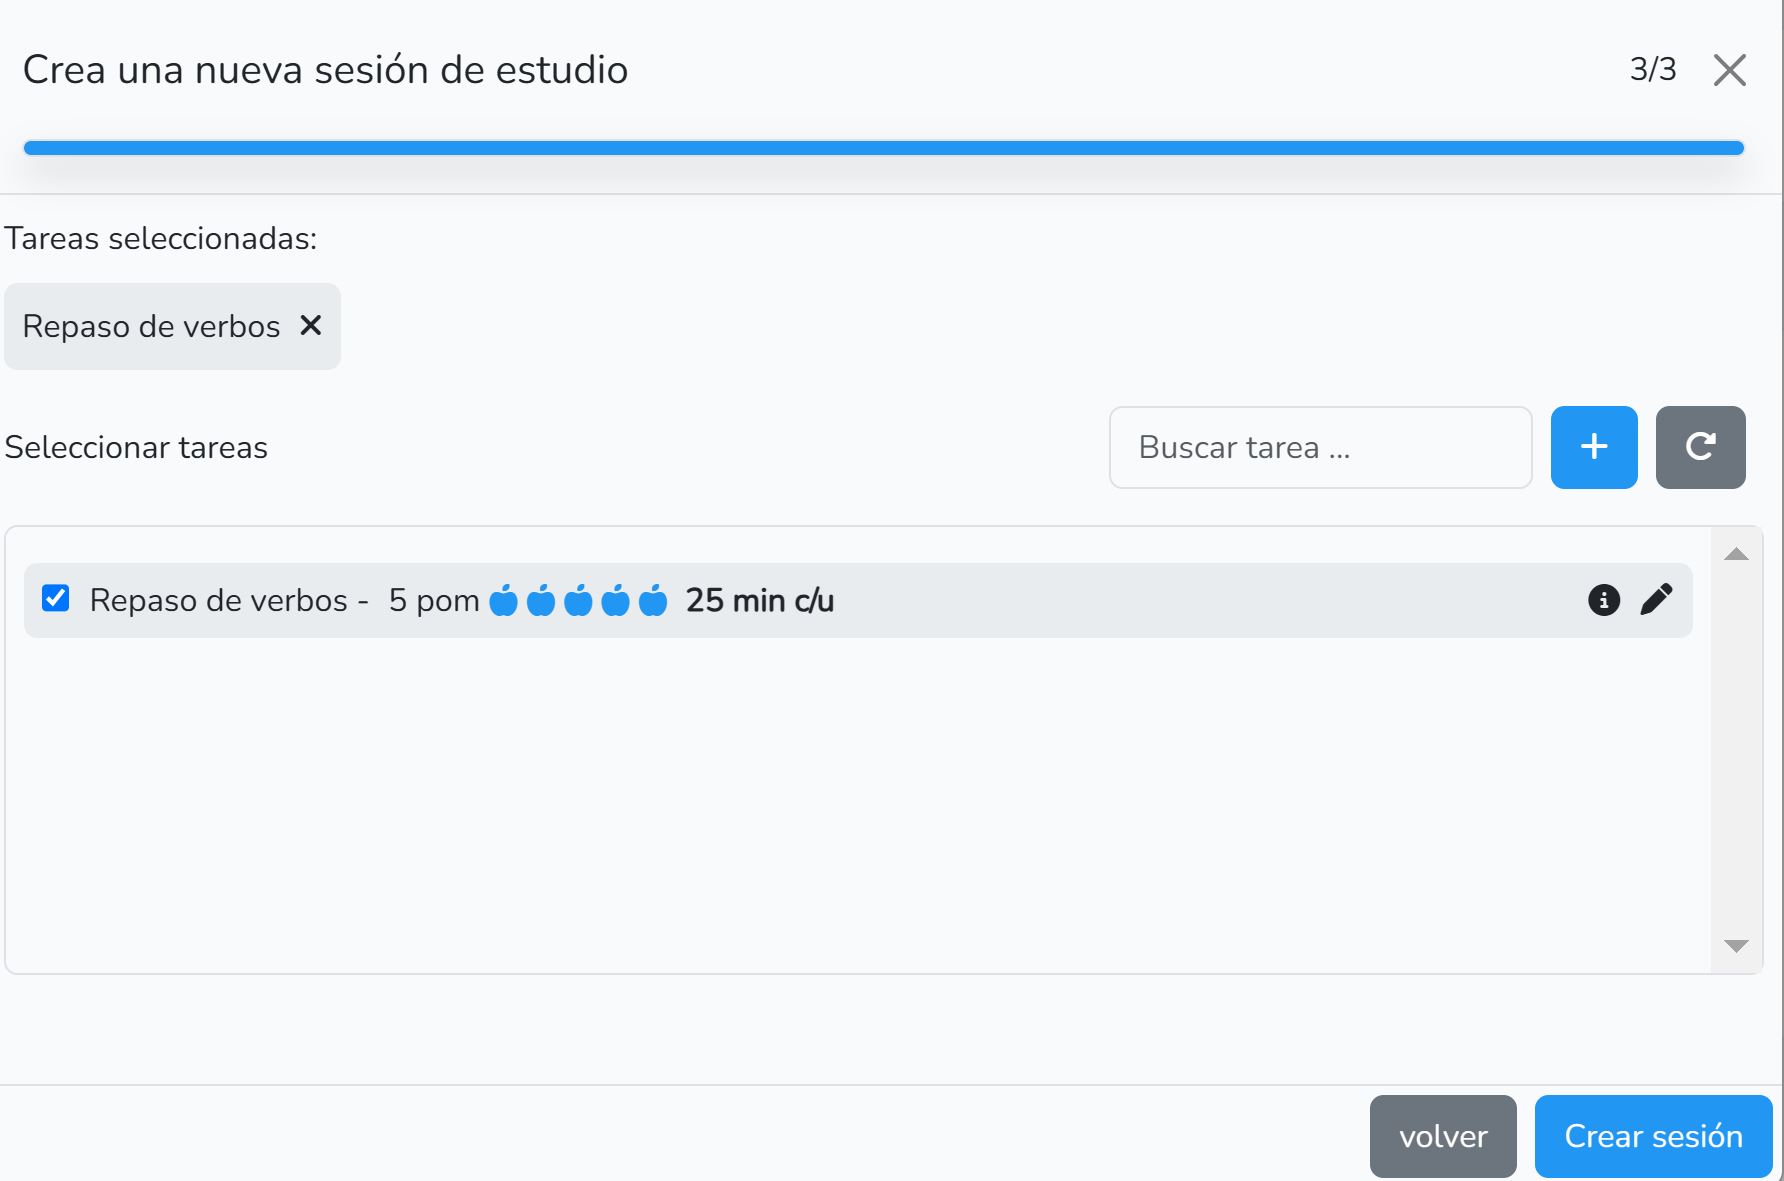 Crea una nueva sesión de estudio 3/3
Tareas seleccionadas:
Repaso de verbos
Seleccionar tareas Buscar tarea ...
Repaso de verbos - 5 pom 25 min c/u
volver Crear sesión